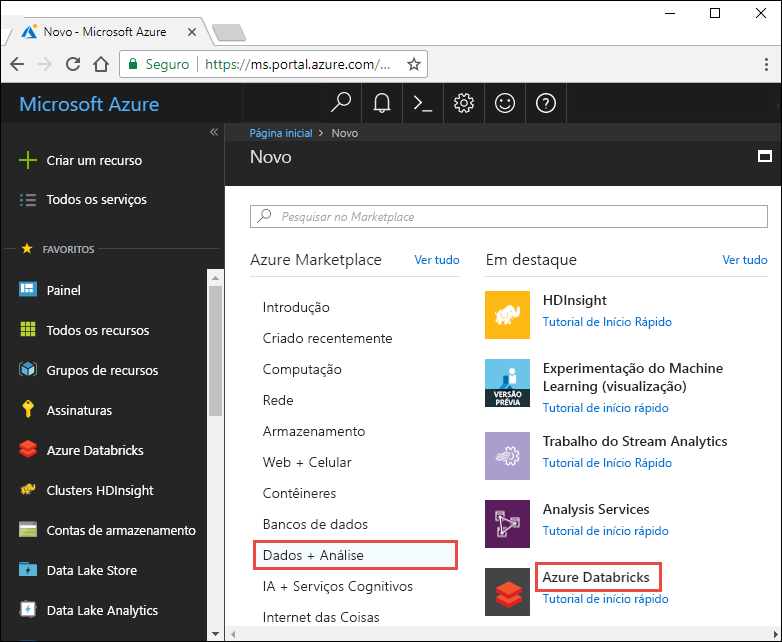 Novo - Microsoft Azure
Seguro
https://ms.portal.azure.com/...
Microsoft Azure
Criar um recurso
Todos os serviços
FAVORITOS
Painel
Todos os recursos
Grupos de recursos
Assinaturas
Azure Databricks
Clusters HDInsight
Contas de armazenamento
Data Lake Store
Data Lake Analytics
Página inicial > Novo
Novo
Pesquisar no Marketplace
Azure Marketplace Ver tudo
Introdução
Criado recentemente
Computação
Rede
Armazenamento
Web + Celular
Contêineres
Bancos de dados
Dados + Análise
IA + Serviços Cognitivos
Internet das Coisas
Em destaque Ver tudo
HDInsight
Tutorial de Início Rápido
VERSÃO
PRÉVIA
Experimentação do Machine
Learning (visualização)
Tutorial de início rápido
Trabalho do Stream Analytics
Tutorial de Início Rápido
Analysis Services
Tutorial de início rápido
Azure Databricks
Tutorial de início rápido